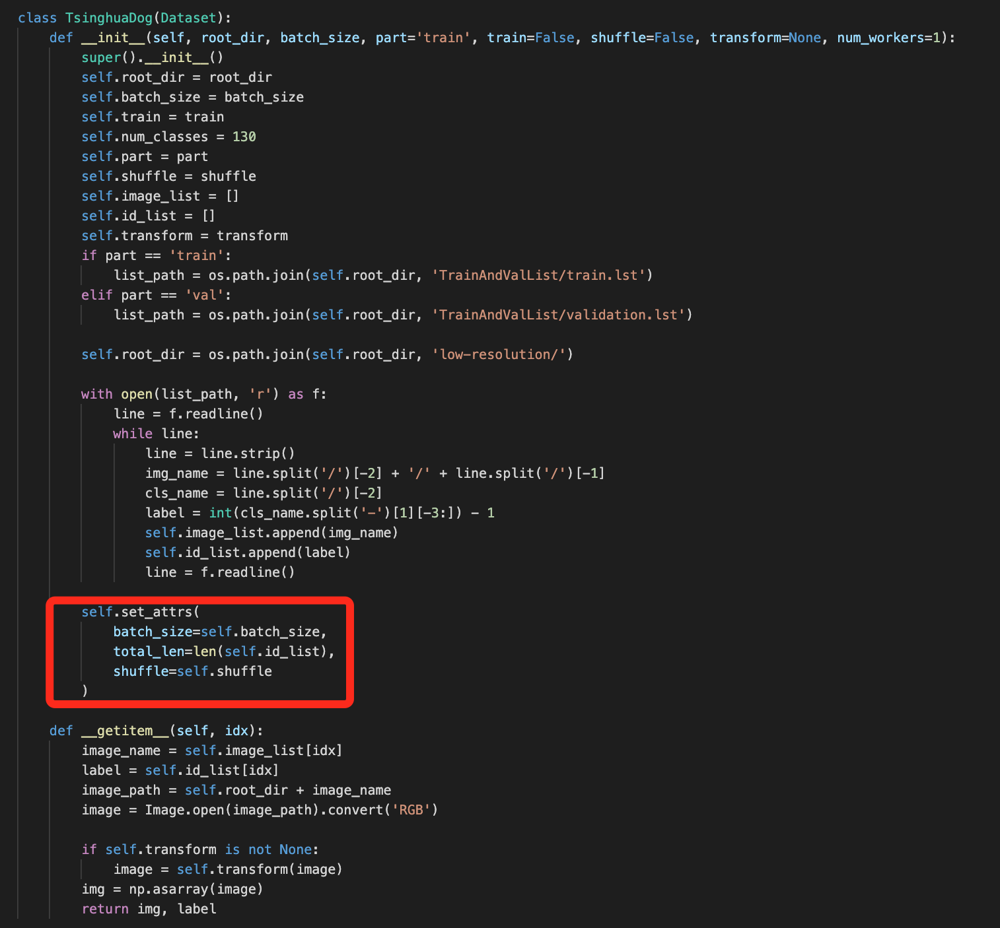 class TsinghuaDog(Dataset):
    def __init__(self, root_dir, batch_size, part='train', train=False, shuffle=False, transform=None, num_workers=1):
        super().__init__()
        self.root_dir = root_dir
        self.batch_size = batch_size
        self.train = train
        self.num_classes = 130
        self.part = part
        self.shuffle = shuffle
        self.image_list = []
        self.id_list = []
        self.transform = transform
        if part == 'train':
            list_path = os.path.join(self.root_dir, 'TrainAndValList/train.lst')
        elif part == 'val':
            list_path = os.path.join(self.root_dir, 'TrainAndValList/validation.lst')

        self.root_dir = os.path.join(self.root_dir, 'low-resolution/')

        with open(list_path, 'r') as f:
            line = f.readline()
            while line:
                line = line.strip()
                img_name = line.split('/')[-2] + '/' + line.split('/')[-1]
                cls_name = line.split('/')[-2]
                label = int(cls_name.split('-')[1][-3:]) - 1
                self.image_list.append(img_name)
                self.id_list.append(label)
                line = f.readline()

        self.set_attrs(
            batch_size=self.batch_size,
            total_len=len(self.id_list),
            shuffle=self.shuffle
        )

    def __getitem__(self, idx):
        image_name = self.image_list[idx]
        label = self.id_list[idx]
        image_path = self.root_dir + image_name
        image = Image.open(image_path).convert('RGB')

        if self.transform is not None:
            image = self.transform(image)
        img = np.asarray(image)
        return img, label